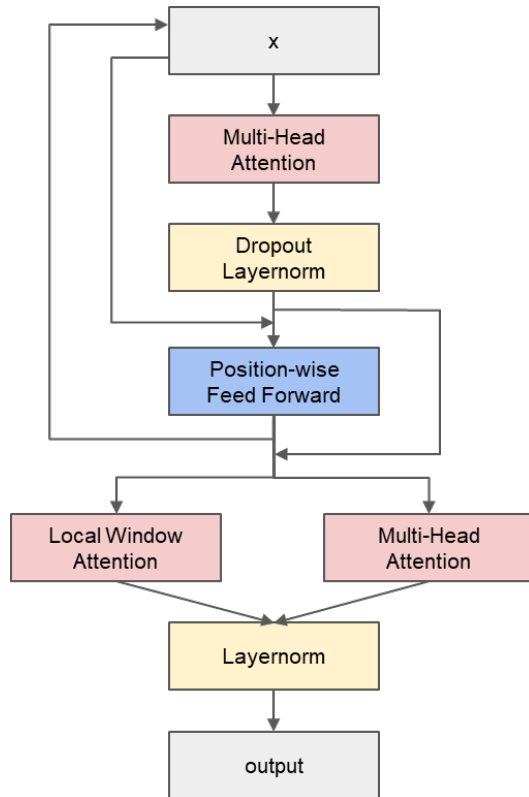 x
Multi-Head
Attention
Dropout
Layernorm
Position-wise
Feed Forward
Local Window
Attention
Multi-Head
Attention
Layernorm
output